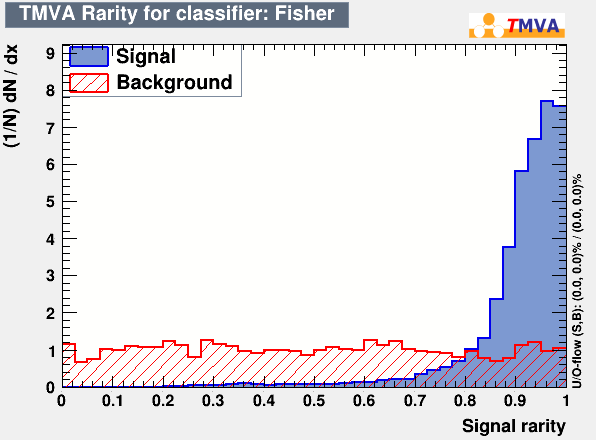 TMVA Rarity for classifier: Fisher
TMVA
(1/N) dN / dx
Signal
Background
9
8
7
6
5
4
3
2
1
0
0 0.1 0.2 0.3 0.4 0.5 0.6 0.7 0.8 0.9 1
Signal rarity
U/O-flow (S,B): (0.0, 0.0)% / (0.0, 0.0)%